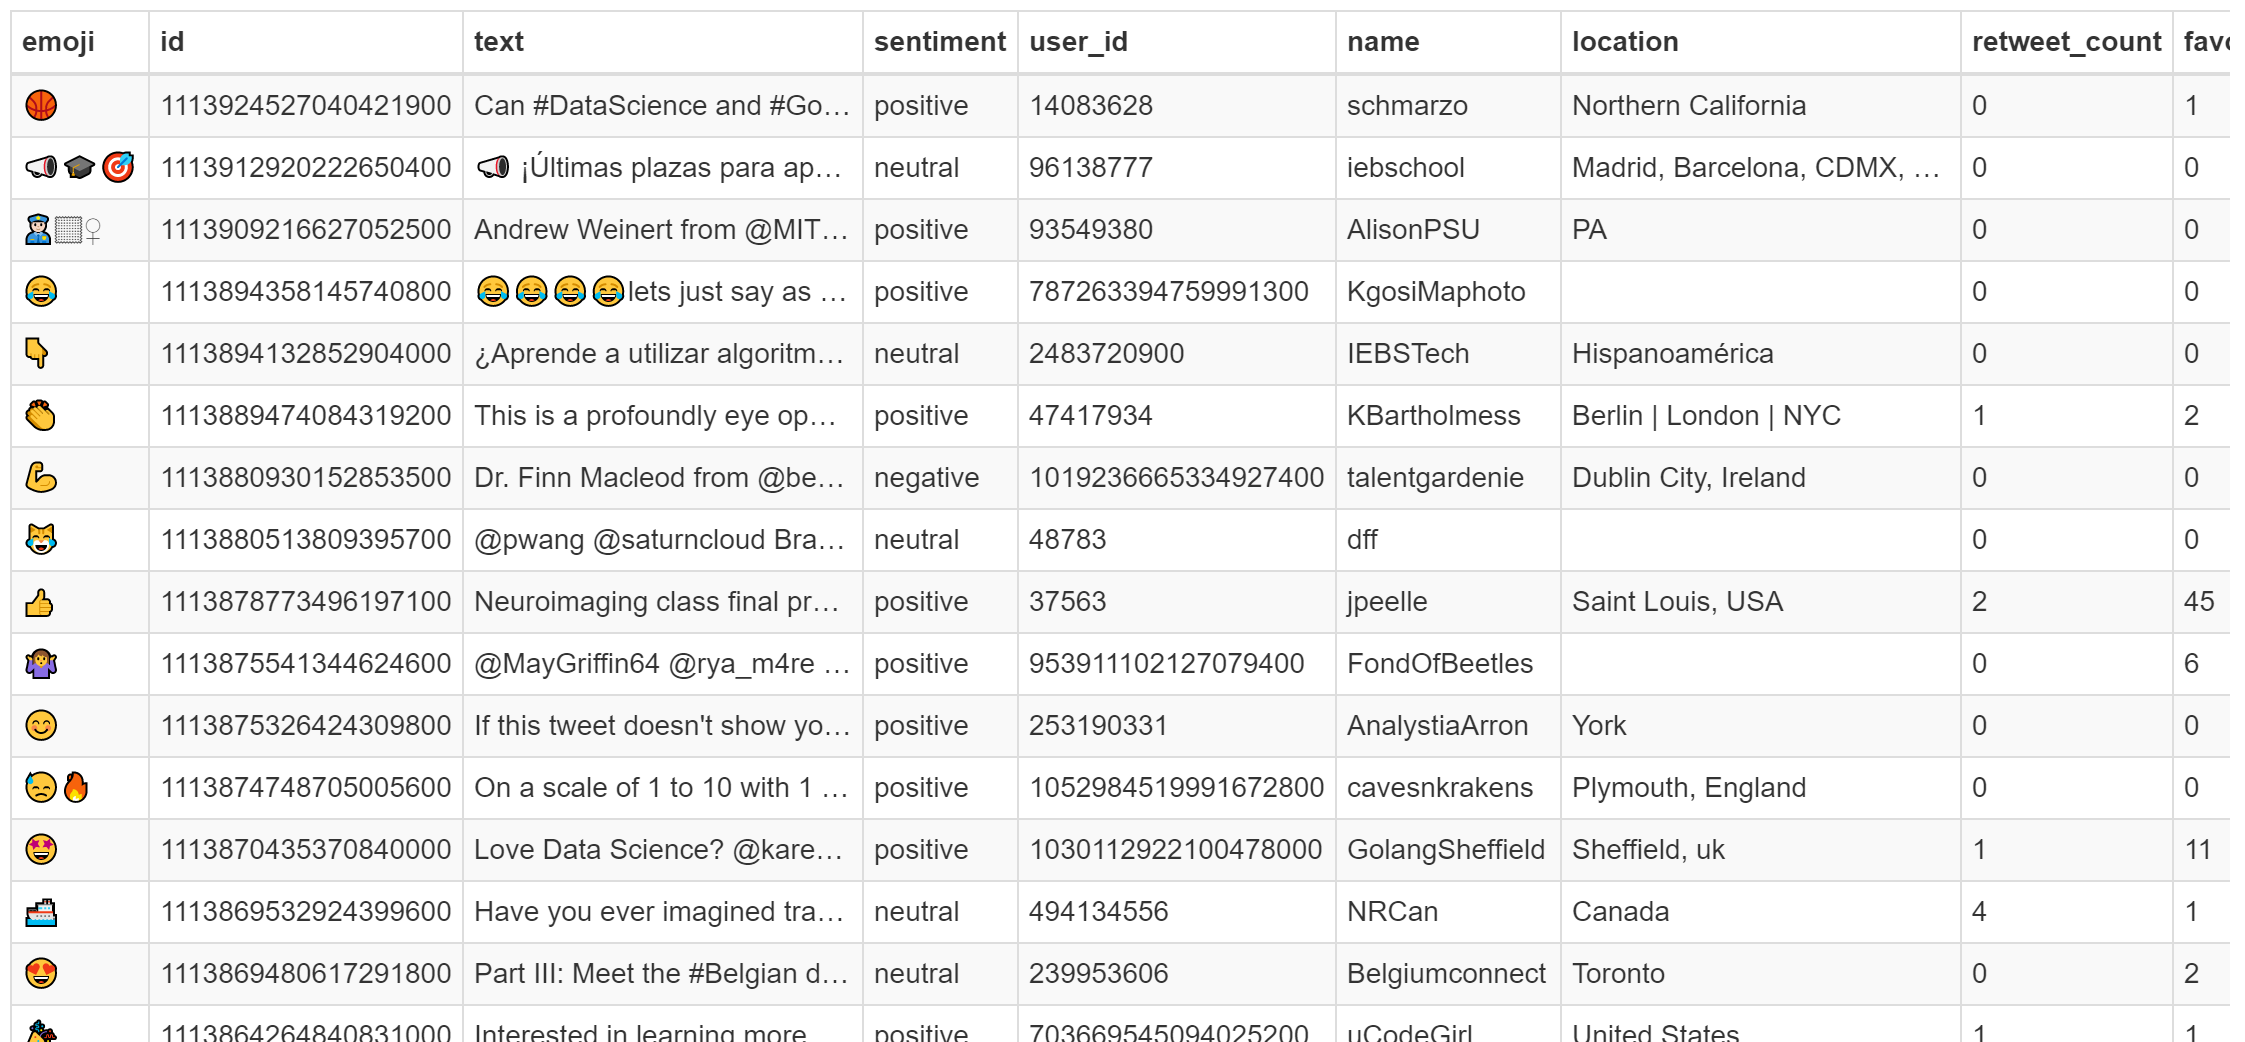 emoji id text sentiment user_id name location retweet_count favo
🏀 1113924527040421900 Can #DataScience and #Go… positive 14083628 schmarzo Northern California 0 1
📣🎓🎯 1113912920222650400 📣 ¡Últimas plazas para ap… neutral 96138777 iebschool Madrid, Barcelona, CDMX, … 0 0
👮🏻♀ 1113909216627052500 Andrew Weinert from @MIT… positive 93549380 AlisonPSU PA 0 0
😂 1113894358145740800 😂😂😂😂lets just say as … positive 787263394759991300 KgosiMaphoto 0 0
👇 1113894132852904000 ¿Aprende a utilizar algoritm… neutral 2483720900 IEBSTech Hispanoamérica 0 0
👏 1113889474084319200 This is a profoundly eye op… positive 47417934 KBartholmess Berlin | London | NYC 1 2
💪 1113880930152853500 Dr. Finn Macleod from @be… negative 1019236665334927400 talentgardenie Dublin City, Ireland 0 0
😹 1113880513809395700 @pwang @saturncloud Bra… neutral 48783 dff 0 0
👍 1113878773496197100 Neuroimaging class final pr… positive 37563 jpeelle Saint Louis, USA 2 45
🤷‍♀️ 1113875541344624600 @MayGriffin64 @rya_m4re … positive 953911102127079400 FondOfBeetles 0 6
😊 1113875326424309800 If this tweet doesn't show yo… positive 253190331 AnalystiaArron York 0 0
😓🔥 1113874748705005600 On a scale of 1 to 10 with 1 … positive 1052984519991672800 cavesnkrakens Plymouth, England 0 0
🤩 1113870435370840000 Love Data Science? @kare… positive 1030112922100478000 GolangSheffield Sheffield, uk 1 11
🛳 1113869532924399600 Have you ever imagined tra… neutral 494134556 NRCan Canada 4 1
😍 1113869480617291800 Part III: Meet the #Belgian d… neutral 239953606 Belgiumconnect Toronto 0 2
🎉 1113864264840831000 Interested in learning more positive 703669545094025200 uCodeGirl United States 1 1